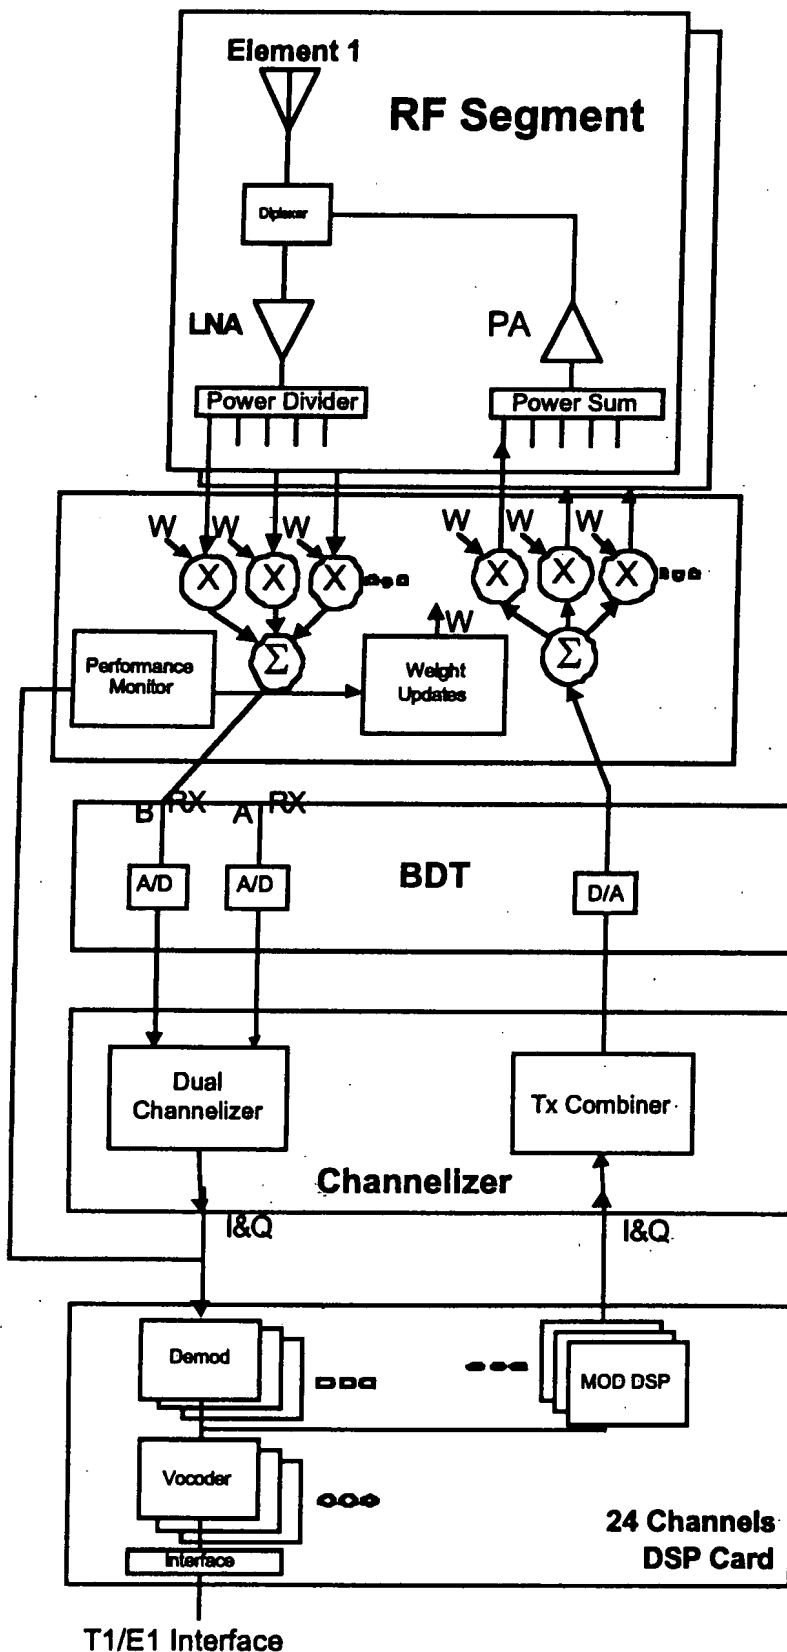 Element 1
RF Segment
Diplexer
LNA
PA
Power Divider
Power Sum
W W W W W W
X X X X X X
Σ
Σ
W
Performance
Monitor
Weight
Updates
B RX A RX
A/D A/D
BDT
D/A
Dual
Channelizer
Tx Combiner
Channelizer
I&Q
I&Q
Demod
MOD DSP
Vocoder
24 Channels
DSP Card
Interface
T1/E1 Interface